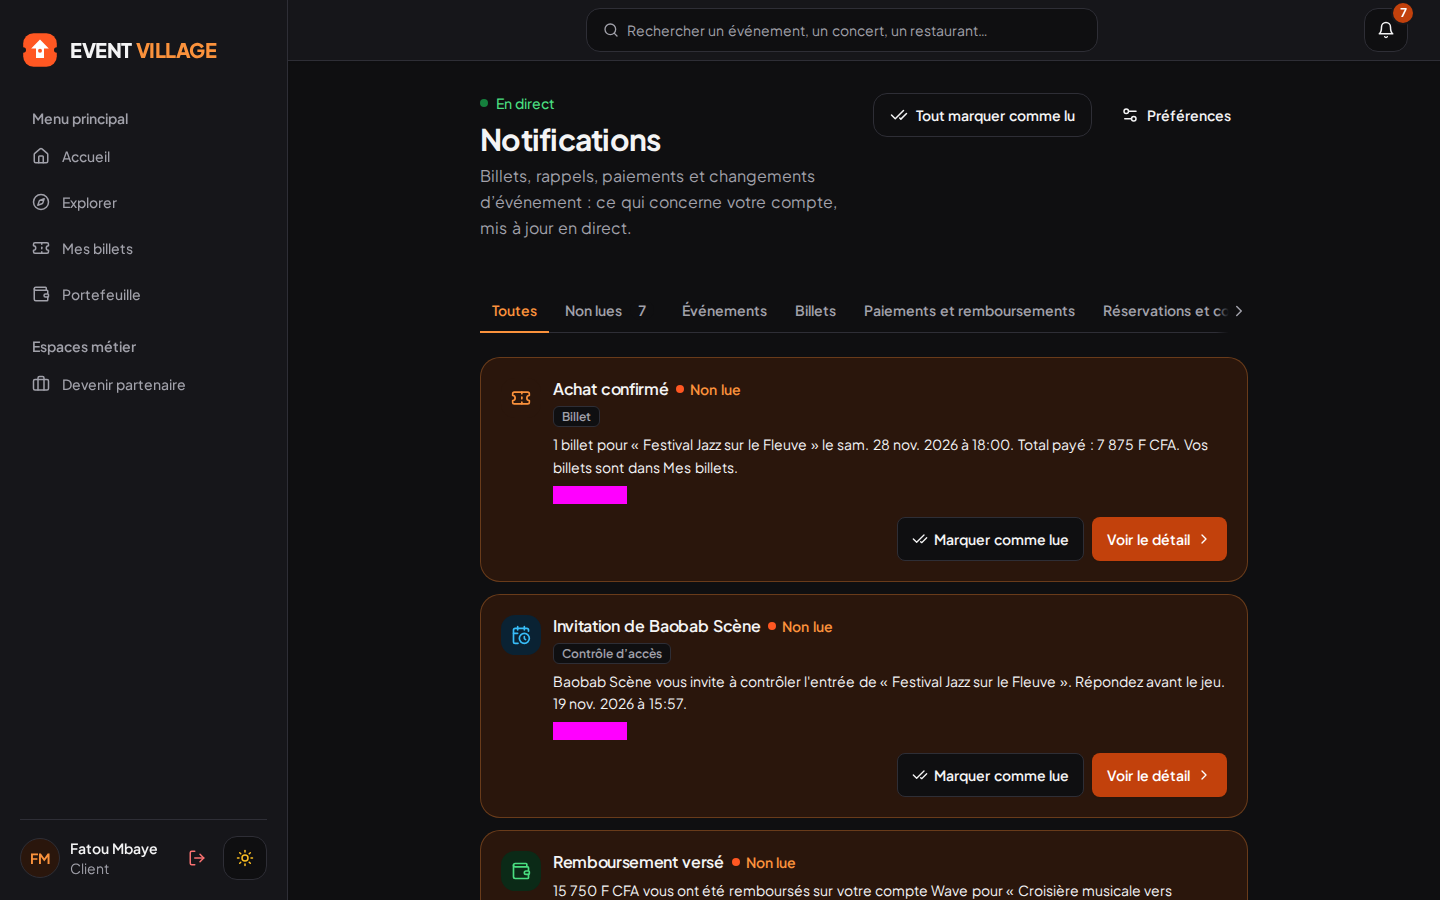 EVENT VILLAGE
Rechercher un événement, un concert, un restaurant...
7
Menu principal
Accueil
Explorer
Mes billets
Portefeuille
Espaces métier
Devenir partenaire
FM
Fatou Mbaye
Client
En direct
Notifications
Billets, rappels, paiements et changements
d’événement : ce qui concerne votre compte,
mis à jour en direct.
Tout marquer comme lu
Préférences
Toutes
Non lues 7
Événements
Billets
Paiements et remboursements
Réservations et
Achat confirmé
Non lue
Billet
1 billet pour « Festival Jazz sur le Fleuve » le sam. 28 nov. 2026 à 18:00. Total payé : 7 875 F CFA. Vos
billets sont dans Mes billets.
Marquer comme lue
Voir le détail
Invitation de Baobab Scène
Non lue
Contrôle d’accès
Baobab Scène vous invite à contrôler l'entrée de « Festival Jazz sur le Fleuve ». Répondez avant le jeu.
19 nov. 2026 à 15:57.
Marquer comme lue
Voir le détail
Remboursement versé
Non lue
15 750 F CFA vous ont été remboursés sur votre compte Wave pour « Croisière musicale vers